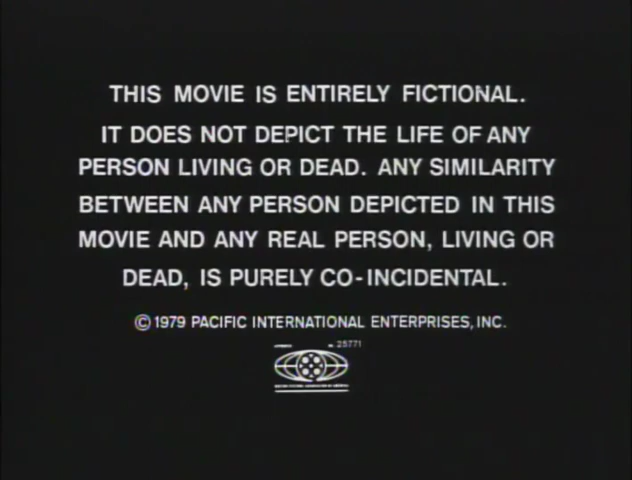 THIS MOVIE IS ENTIRELY FICTIONAL.
IT DOES NOT DEPICT THE LIFE OF ANY
PERSON LIVING OR DEAD. ANY SIMILARITY
BETWEEN ANY PERSON DEPICTED IN THIS
MOVIE AND ANY REAL PERSON, LIVING OR
DEAD, IS PURELY CO-INCIDENTAL.
© 1979 PACIFIC INTERNATIONAL ENTERPRISES, INC.
25771